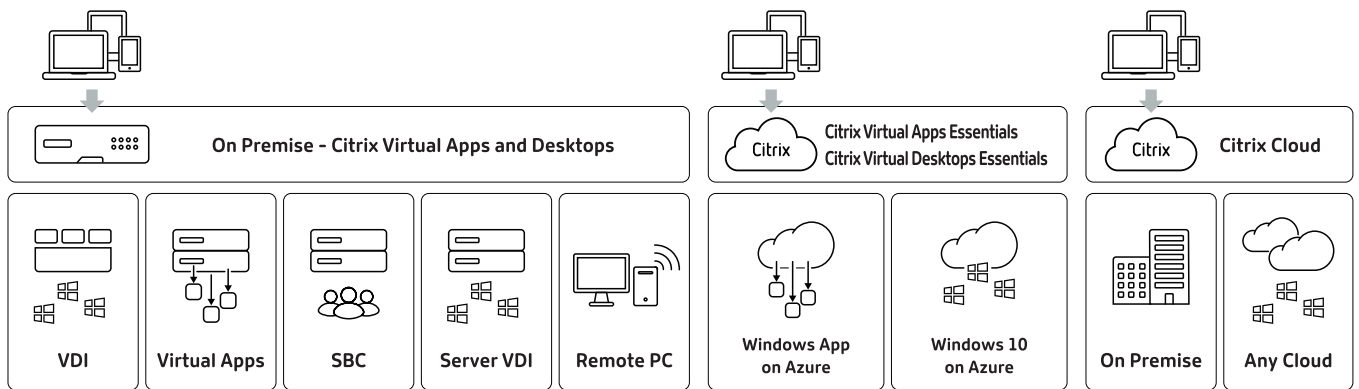 On Premise - Citrix Virtual Apps and Desktops
Citrix
Citrix Virtual Apps Essentials
Citrix Virtual Desktops Essentials
Citrix
Citrix Cloud
VDI
Virtual Apps
SBC
Server VDI
Remote PC
Windows App
on Azure
Windows 10
on Azure
On Premise
Any Cloud